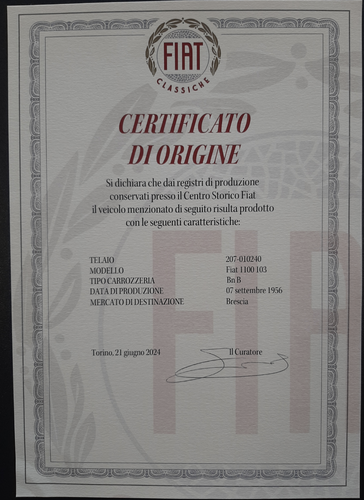 FIAT
CLASSICHE
CERTIFICATO
DI ORIGINE
Si dichiara che dai registri di produzione
conservati presso il Centro Storico Fiat
il veicolo menzionato di seguito risulta prodotto
con le seguenti caratteristiche:
TELAIO 207-010240
MODELLO Fiat 1100 103
TIPO CARROZZERIA Bn B
DATA DI PRODUZIONE 07 settembre 1956
MERCATO DI DESTINAZIONE Brescia
Torino, 21 giugno 2024 Il Curatore